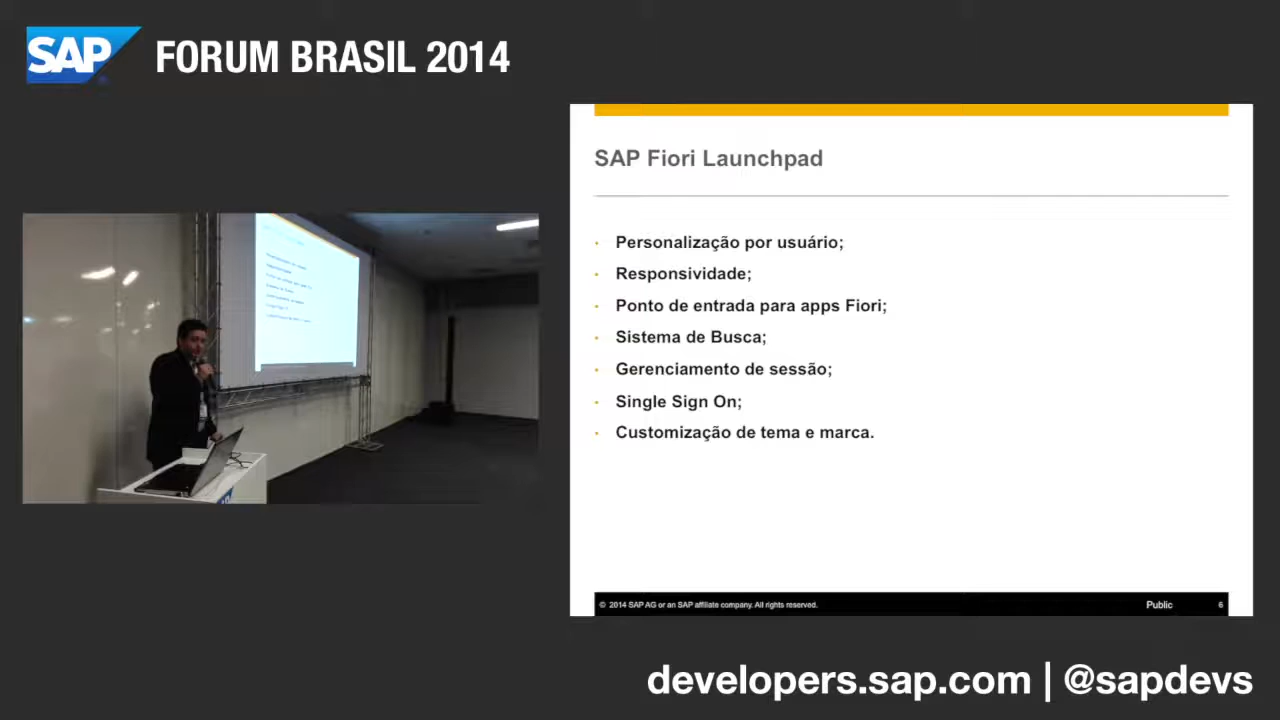 SAP
FORUM BRASIL 2014
SAP Fiori Launchpad
Personalização por usuário;
Responsividade;
Ponto de entrada para apps Fiori;
Sistema de Busca;
Gerenciamento de sessão;
Single Sign On;
Customização de tema e marca.
© 2014 SAP AG or an SAP affiliate company. All rights reserved.
Public
6
developers.sap.com | @sapdevs